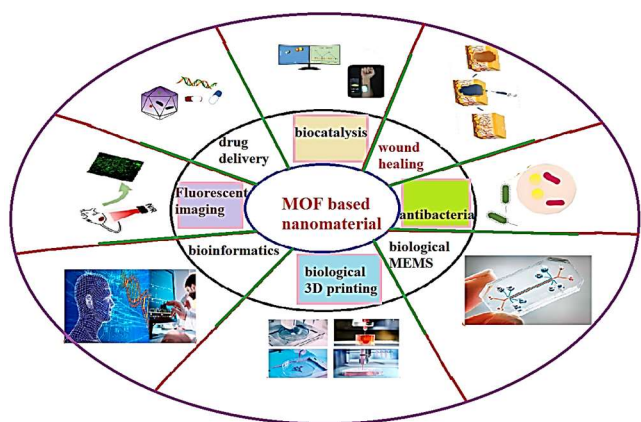 biocatalysis
drug
delivery
wound
healing
Fluorescent
imaging
MOF based
nanomaterial
antibacteria
bioinformatics
biological
MEMS
biological
3D printing